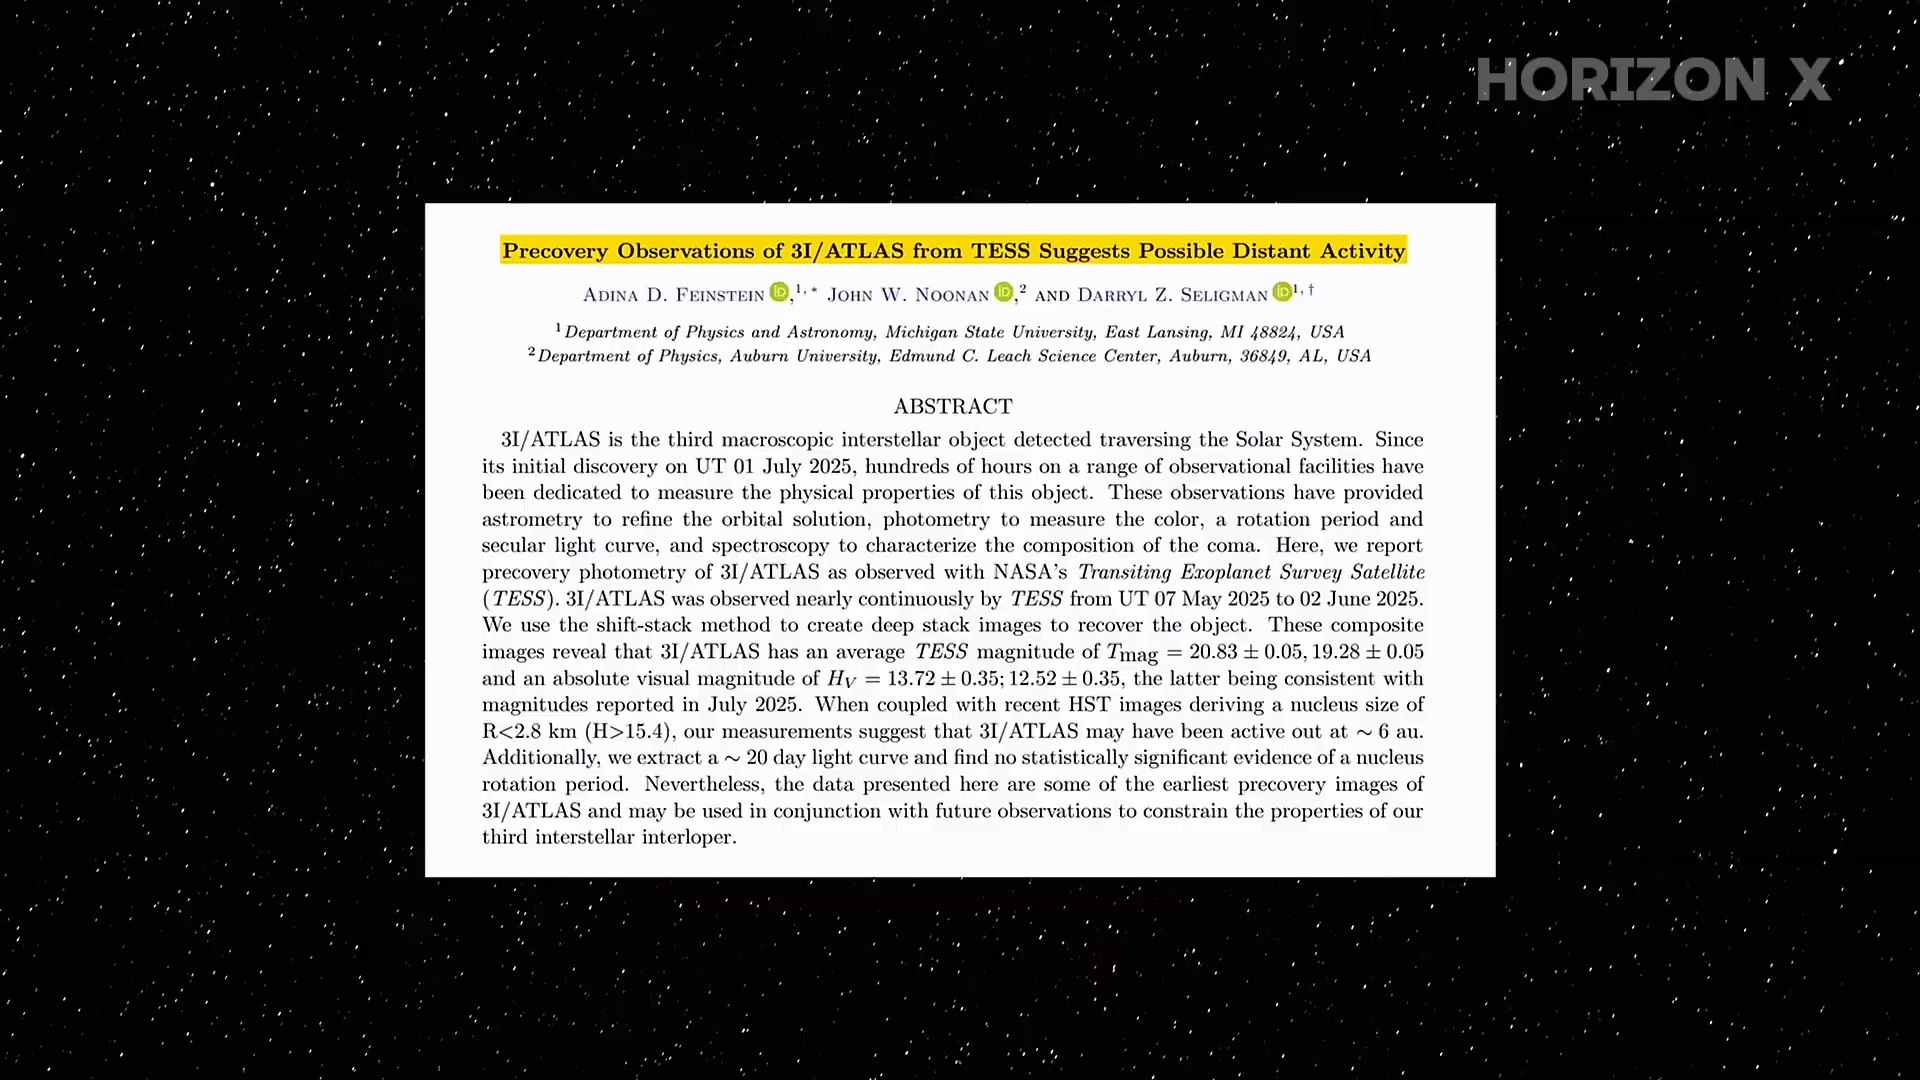 HORIZON X
Precovery Observations of 3I/ATLAS from TESS Suggests Possible Distant Activity
Adina D. Feinstein iD,1,* John W. Noonan iD,2 and Darryl Z. Seligman iD1,†
1 Department of Physics and Astronomy, Michigan State University, East Lansing, MI 48824, USA
2 Department of Physics, Auburn University, Edmund C. Leach Science Center, Auburn, 36849, AL, USA
ABSTRACT
3I/ATLAS is the third macroscopic interstellar object detected traversing the Solar System. Since
its initial discovery on UT 01 July 2025, hundreds of hours on a range of observational facilities have
been dedicated to measure the physical properties of this object. These observations have provided
astrometry to refine the orbital solution, photometry to measure the color, a rotation period and
secular light curve, and spectroscopy to characterize the composition of the coma. Here, we report
precovery photometry of 3I/ATLAS as observed with NASA's Transiting Exoplanet Survey Satellite
(TESS). 3I/ATLAS was observed nearly continuously by TESS from UT 07 May 2025 to 02 June 2025.
We use the shift-stack method to create deep stack images to recover the object. These composite
images reveal that 3I/ATLAS has an average TESS magnitude of Tmag = 20.83 ± 0.05, 19.28 ± 0.05
and an absolute visual magnitude of HV = 13.72 ± 0.35; 12.52 ± 0.35, the latter being consistent with
magnitudes reported in July 2025. When coupled with recent HST images deriving a nucleus size of
R<2.8 km (H>15.4), our measurements suggest that 3I/ATLAS may have been active out at ∼ 6 au.
Additionally, we extract a ∼ 20 day light curve and find no statistically significant evidence of a nucleus
rotation period. Nevertheless, the data presented here are some of the earliest precovery images of
3I/ATLAS and may be used in conjunction with future observations to constrain the properties of our
third interstellar interloper.